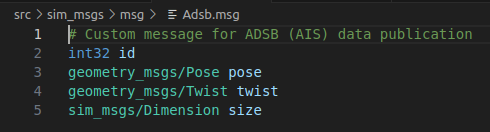 src > sim_msgs > msg > Adsb.msg
1 # Custom message for ADSB (AIS) data publication
2 int32 id
3 geometry_msgs/Pose pose
4 geometry_msgs/Twist twist
5 sim_msgs/Dimension size